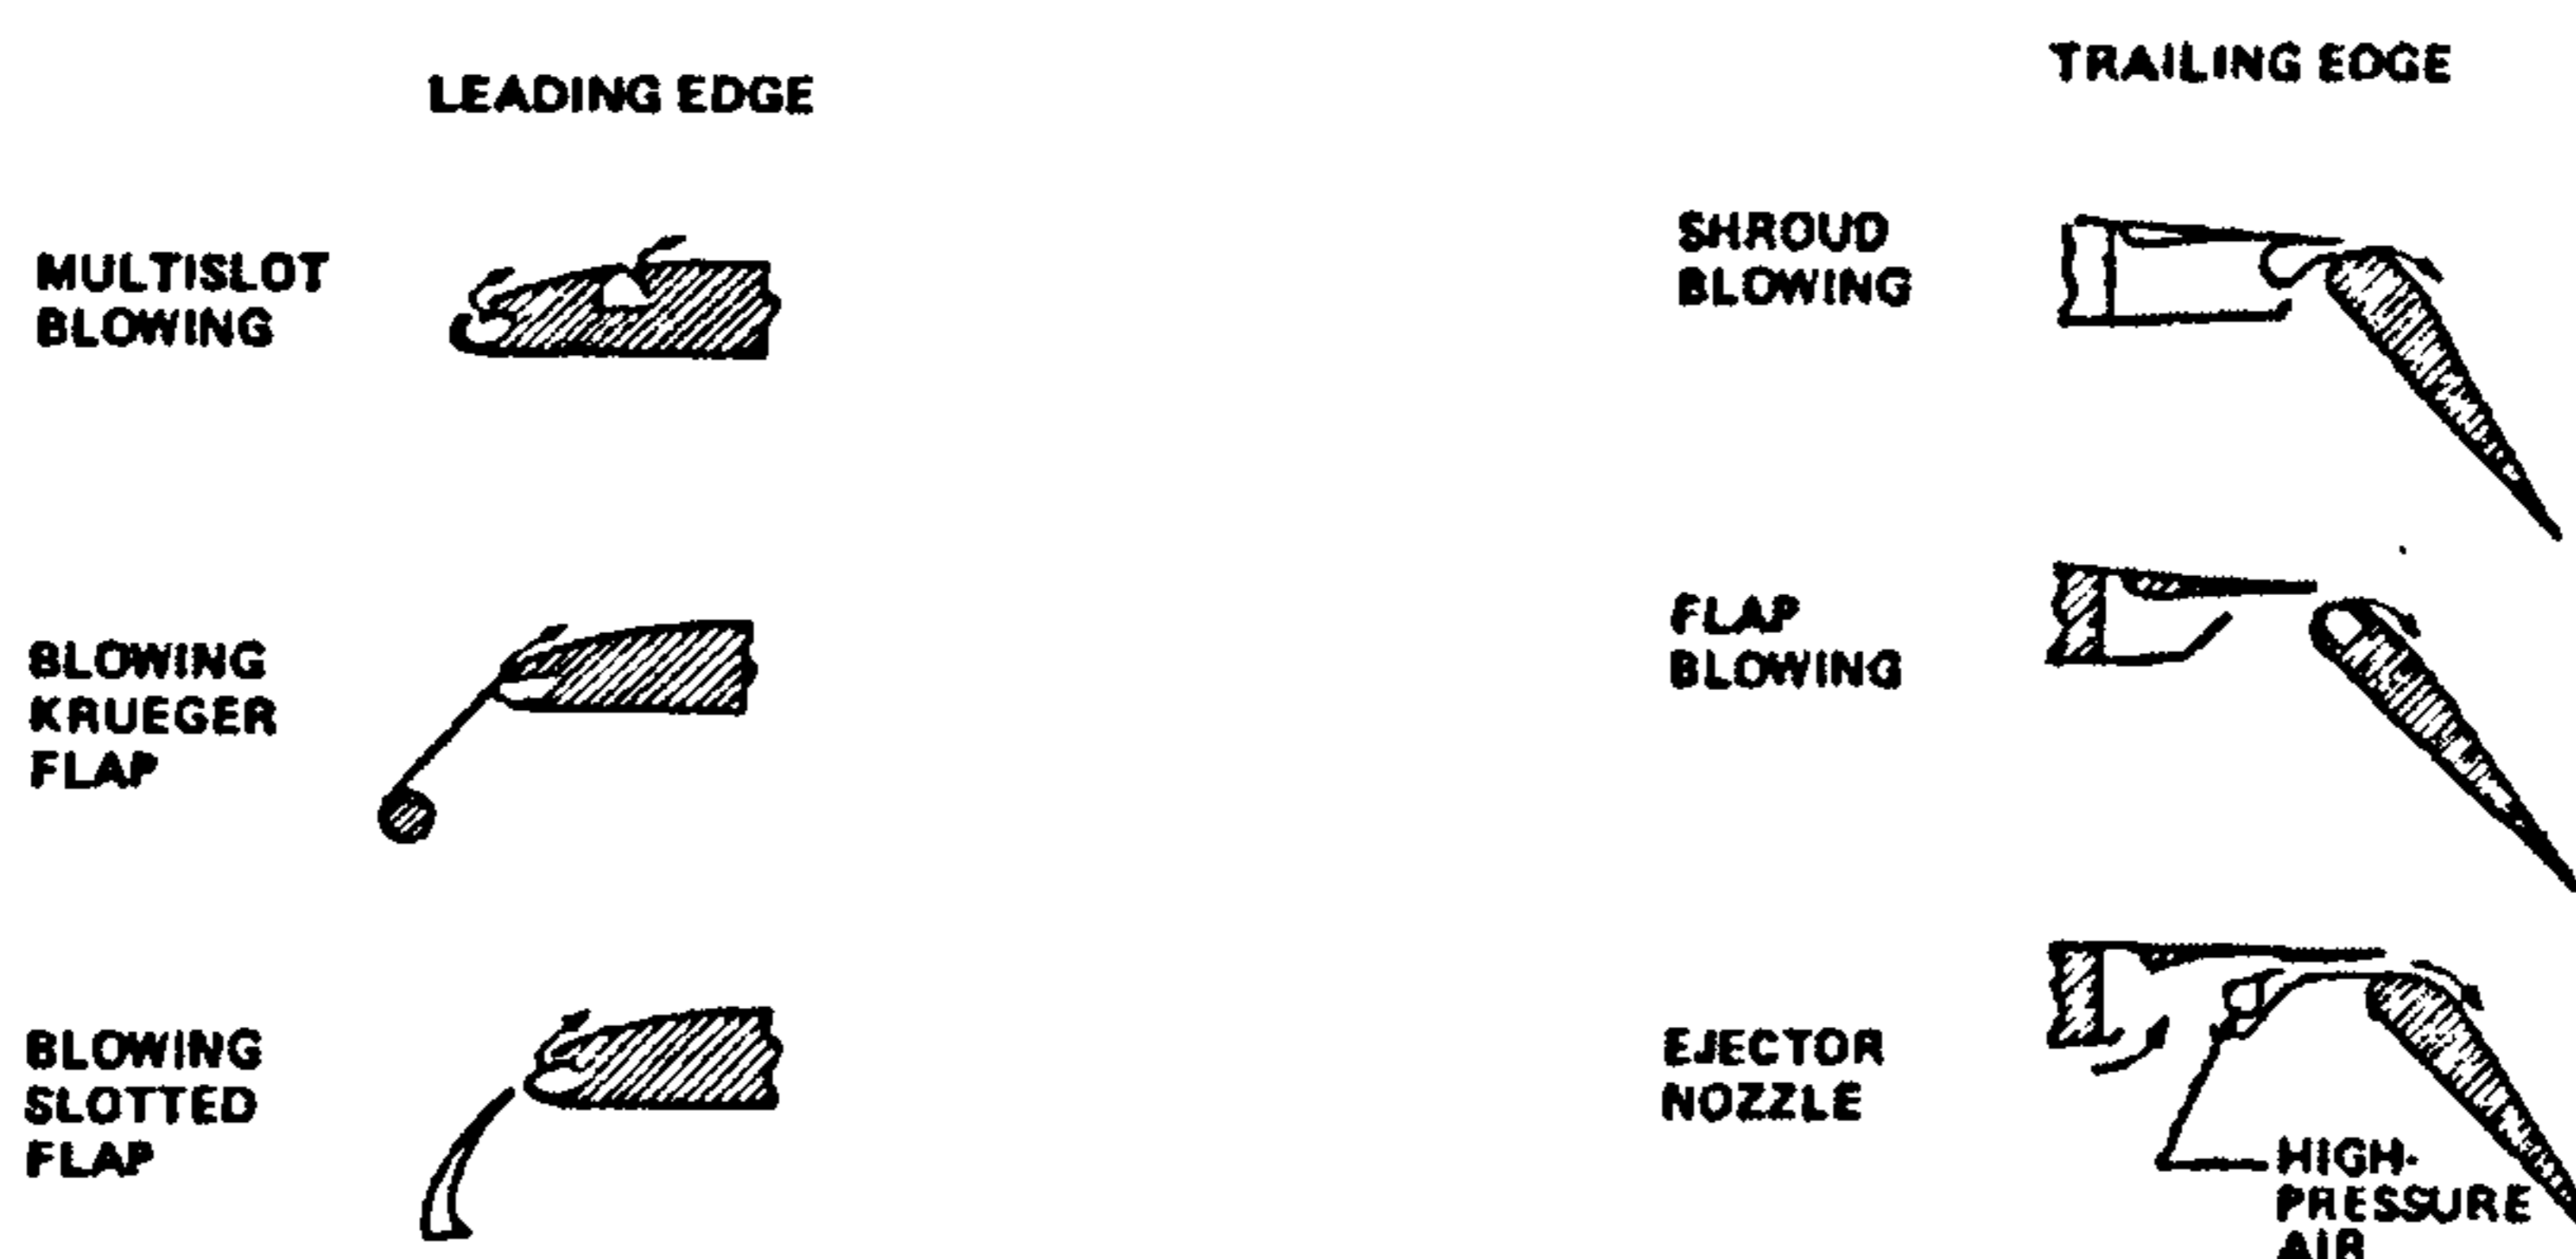 LEADING EDGE
MULTISLOT
BLOWING
BLOWING
KRUEGER
FLAP
BLOWING
SLOTTED
FLAP
TRAILING EDGE
SHROUD
BLOWING
FLAP
BLOWING
EJECTOR
NOZZLE
HIGH-
PRESSURE
AIR